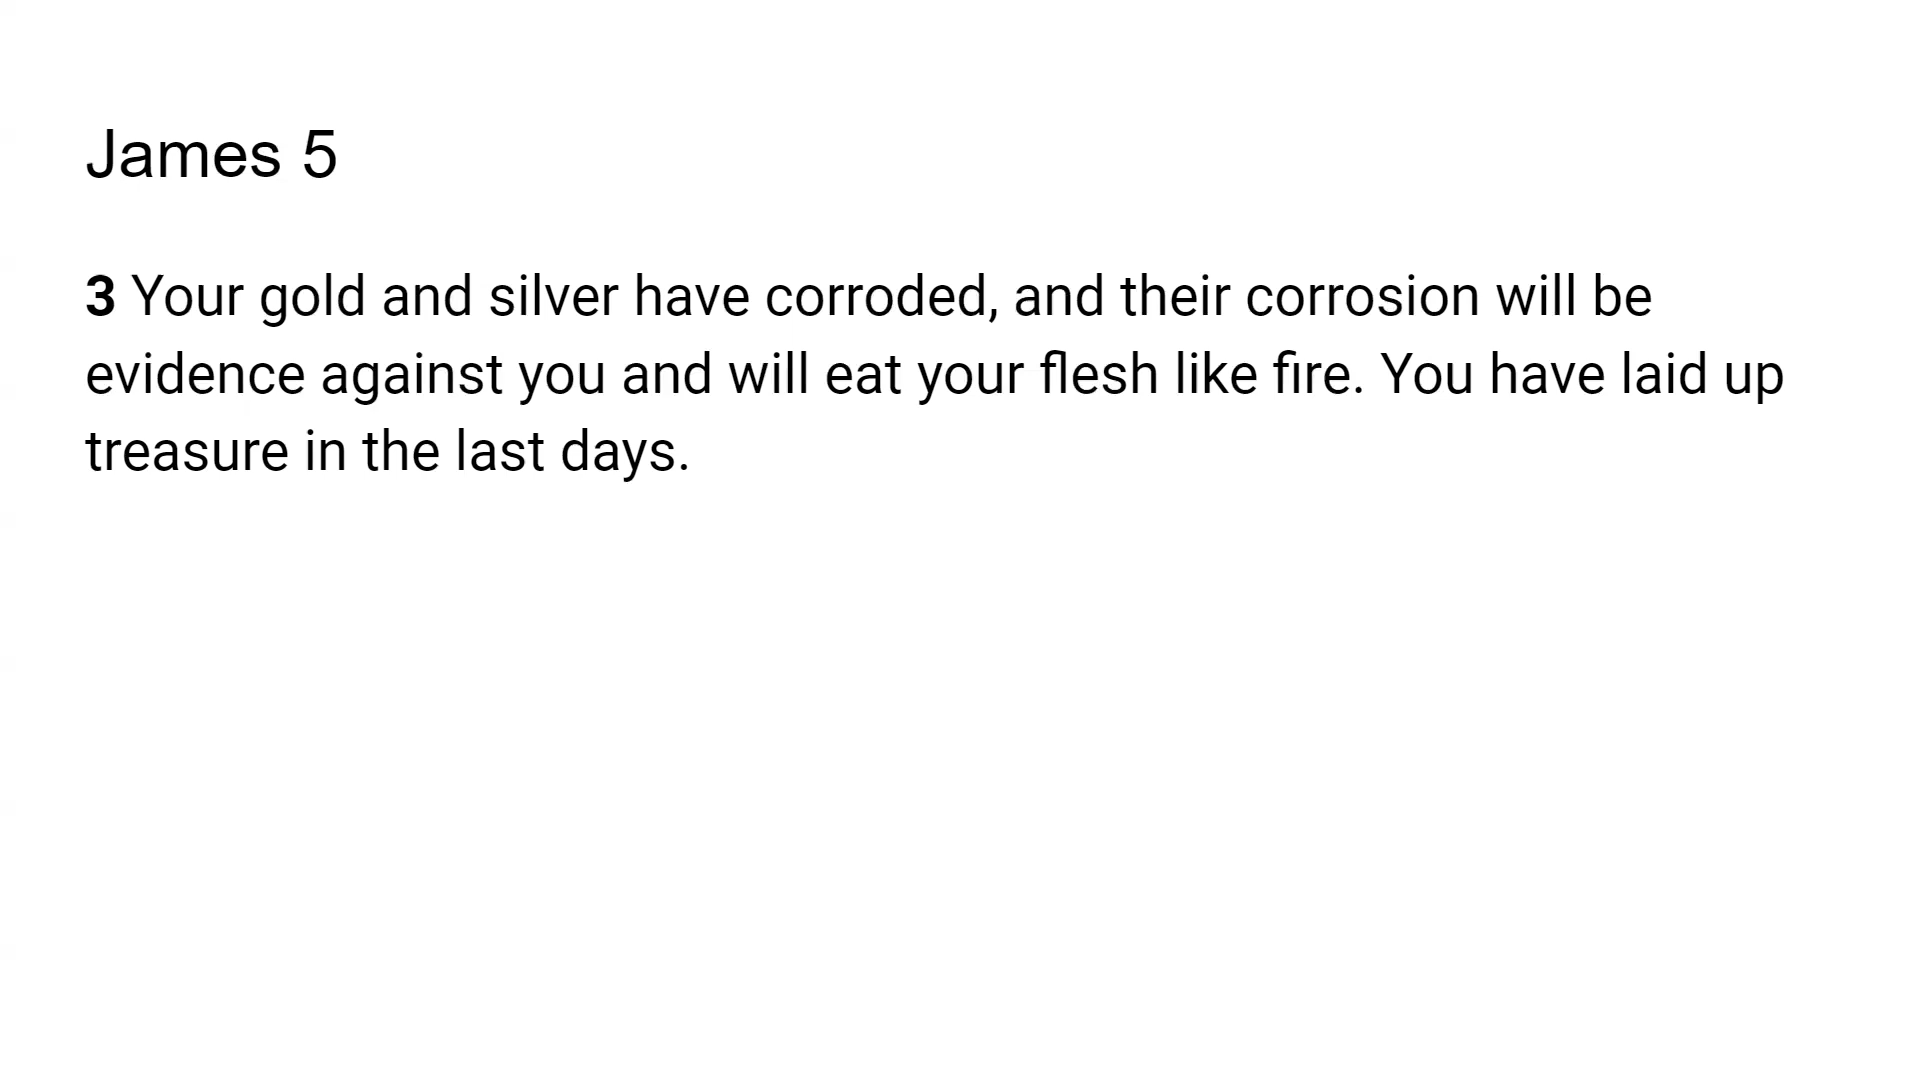 James 5
3 Your gold and silver have corroded, and their corrosion will be
evidence against you and will eat your flesh like fire. You have laid up
treasure in the last days.